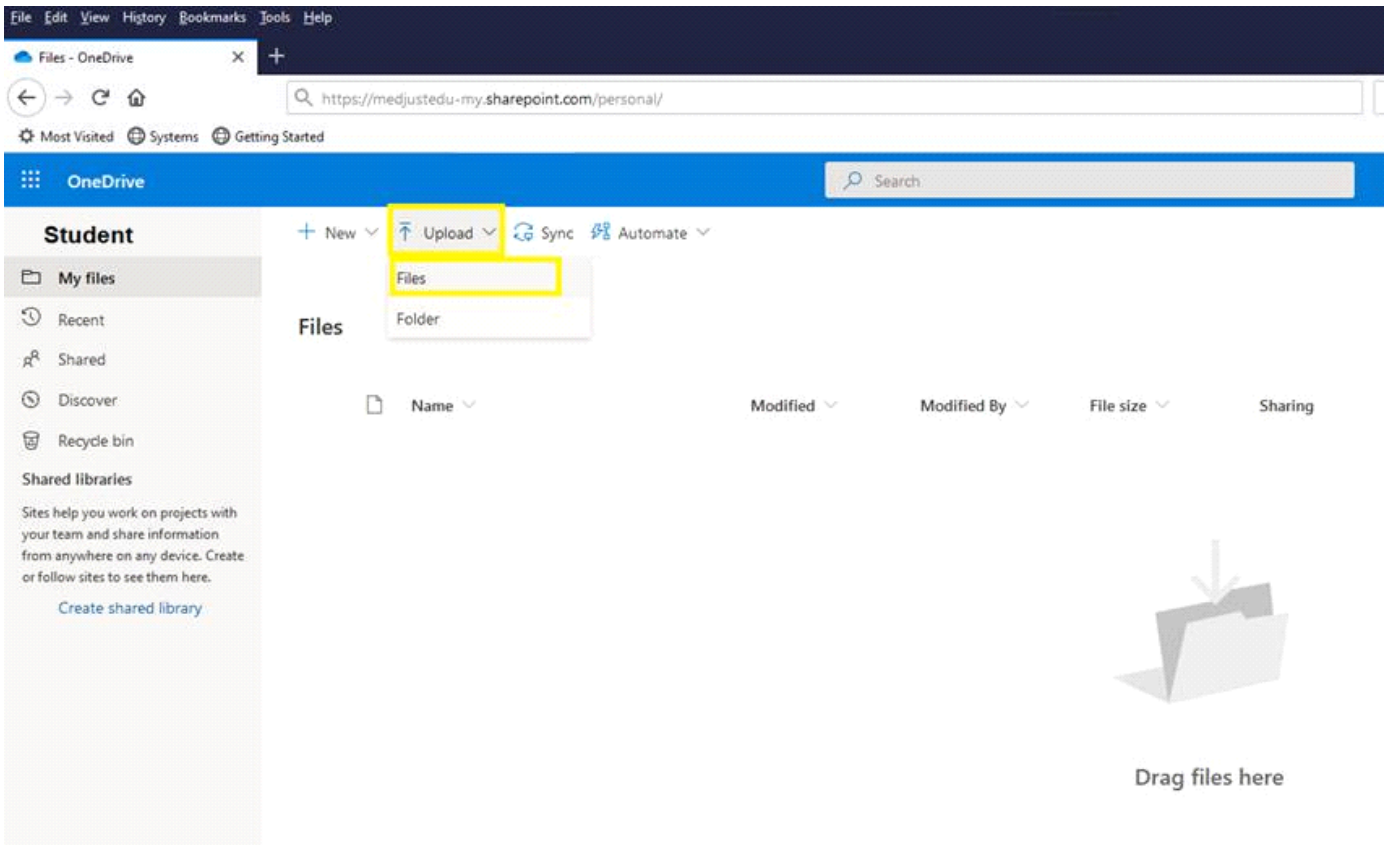 File Edit View History Bookmarks Tools Help
Files - OneDrive
https://medjustedu-my.sharepoint.com/personal/
Most Visited Systems Getting Started
OneDrive
Search
Student
New Upload Sync Automate
My files
Files
Recent
Folder
Files
Shared
Discover
Name Modified Modified By File size Sharing
Recycle bin
Shared libraries
Sites help you work on projects with
your team and share information
from anywhere on any device. Create
or follow sites to see them here.
Create shared library
Drag files here